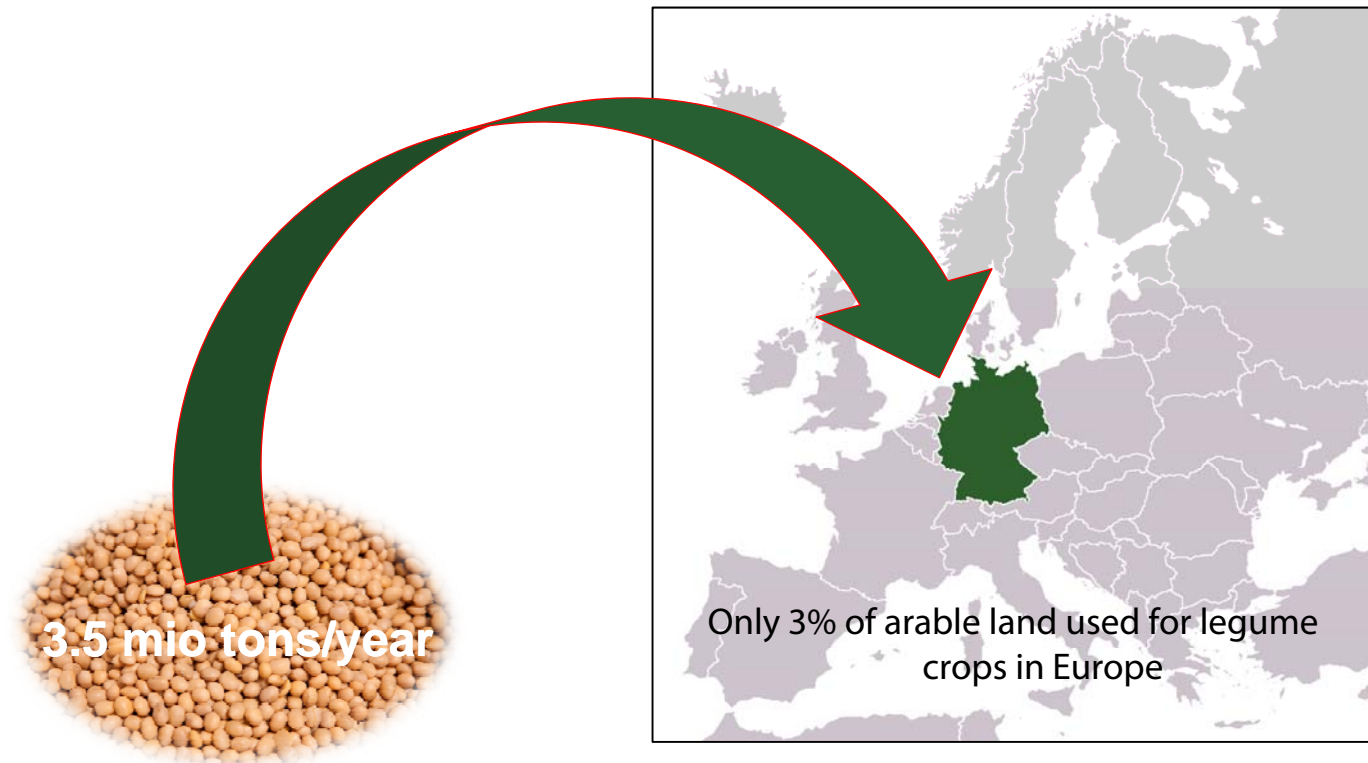 3.5 mio tons/year
Only 3% of arable land used for legume
crops in Europe